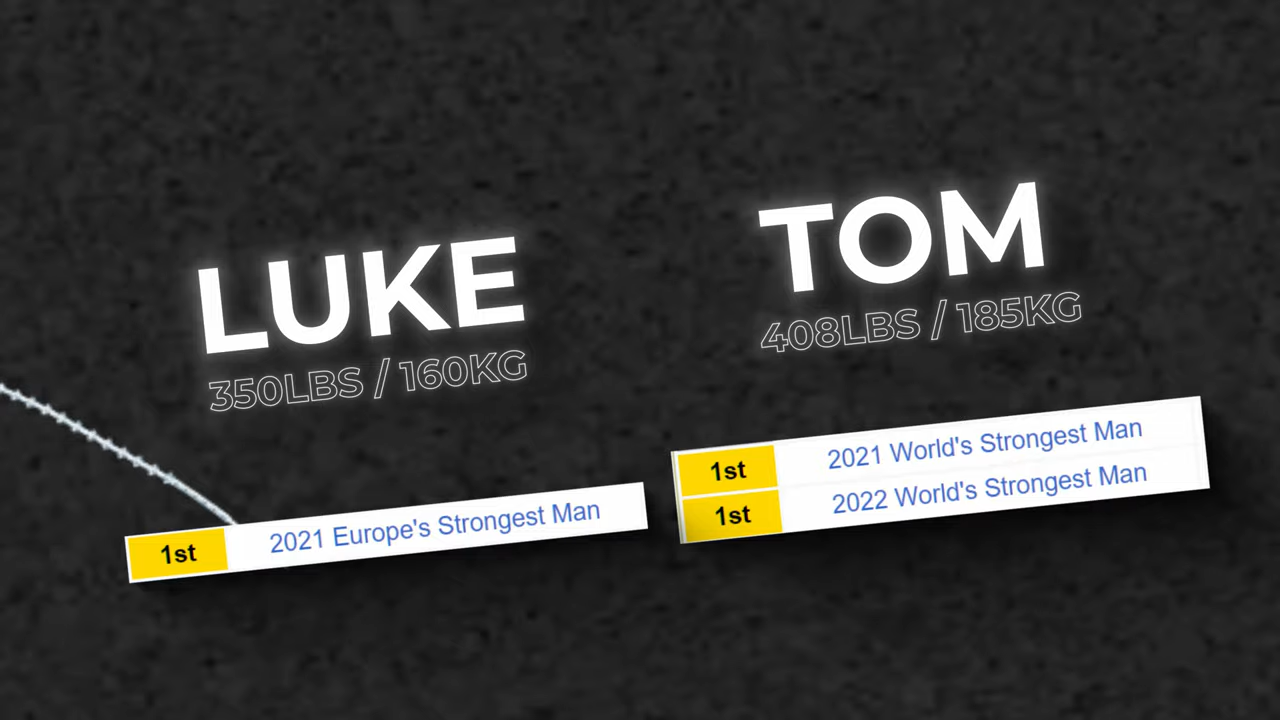 LUKE
350LBS / 160KG
1st 2021 Europe's Strongest Man
TOM
408LBS / 185KG
1st 2021 World's Strongest Man
1st 2022 World's Strongest Man